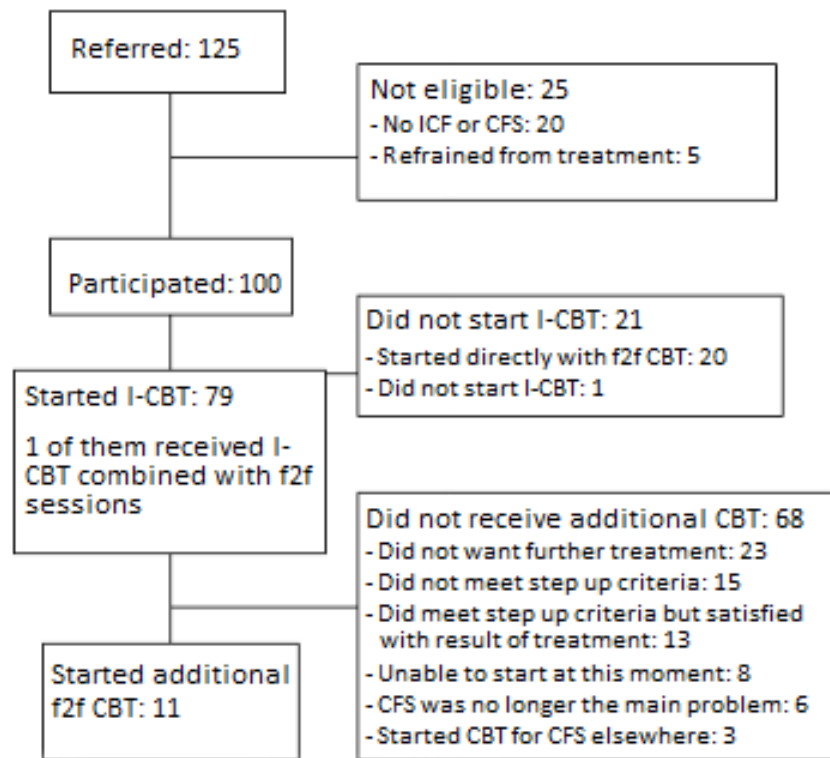 Referred: 125
Not eligible: 25
- No ICF or CFS: 20
- Refrained from treatment: 5
Participated: 100
Did not start I-CBT: 21
- Started directly with f2f CBT: 20
- Did not start I-CBT: 1
Started I-CBT: 79
1 of them received I-
CBT combined with f2f
sessions
Did not receive additional CBT: 68
- Did not want further treatment: 23
- Did not meet step up criteria: 15
- Did meet step up criteria but satisfied
with result of treatment: 13
- Unable to start at this moment: 8
- CFS was no longer the main problem: 6
- Started CBT for CFS elsewhere: 3
Started additional
f2f CBT: 11